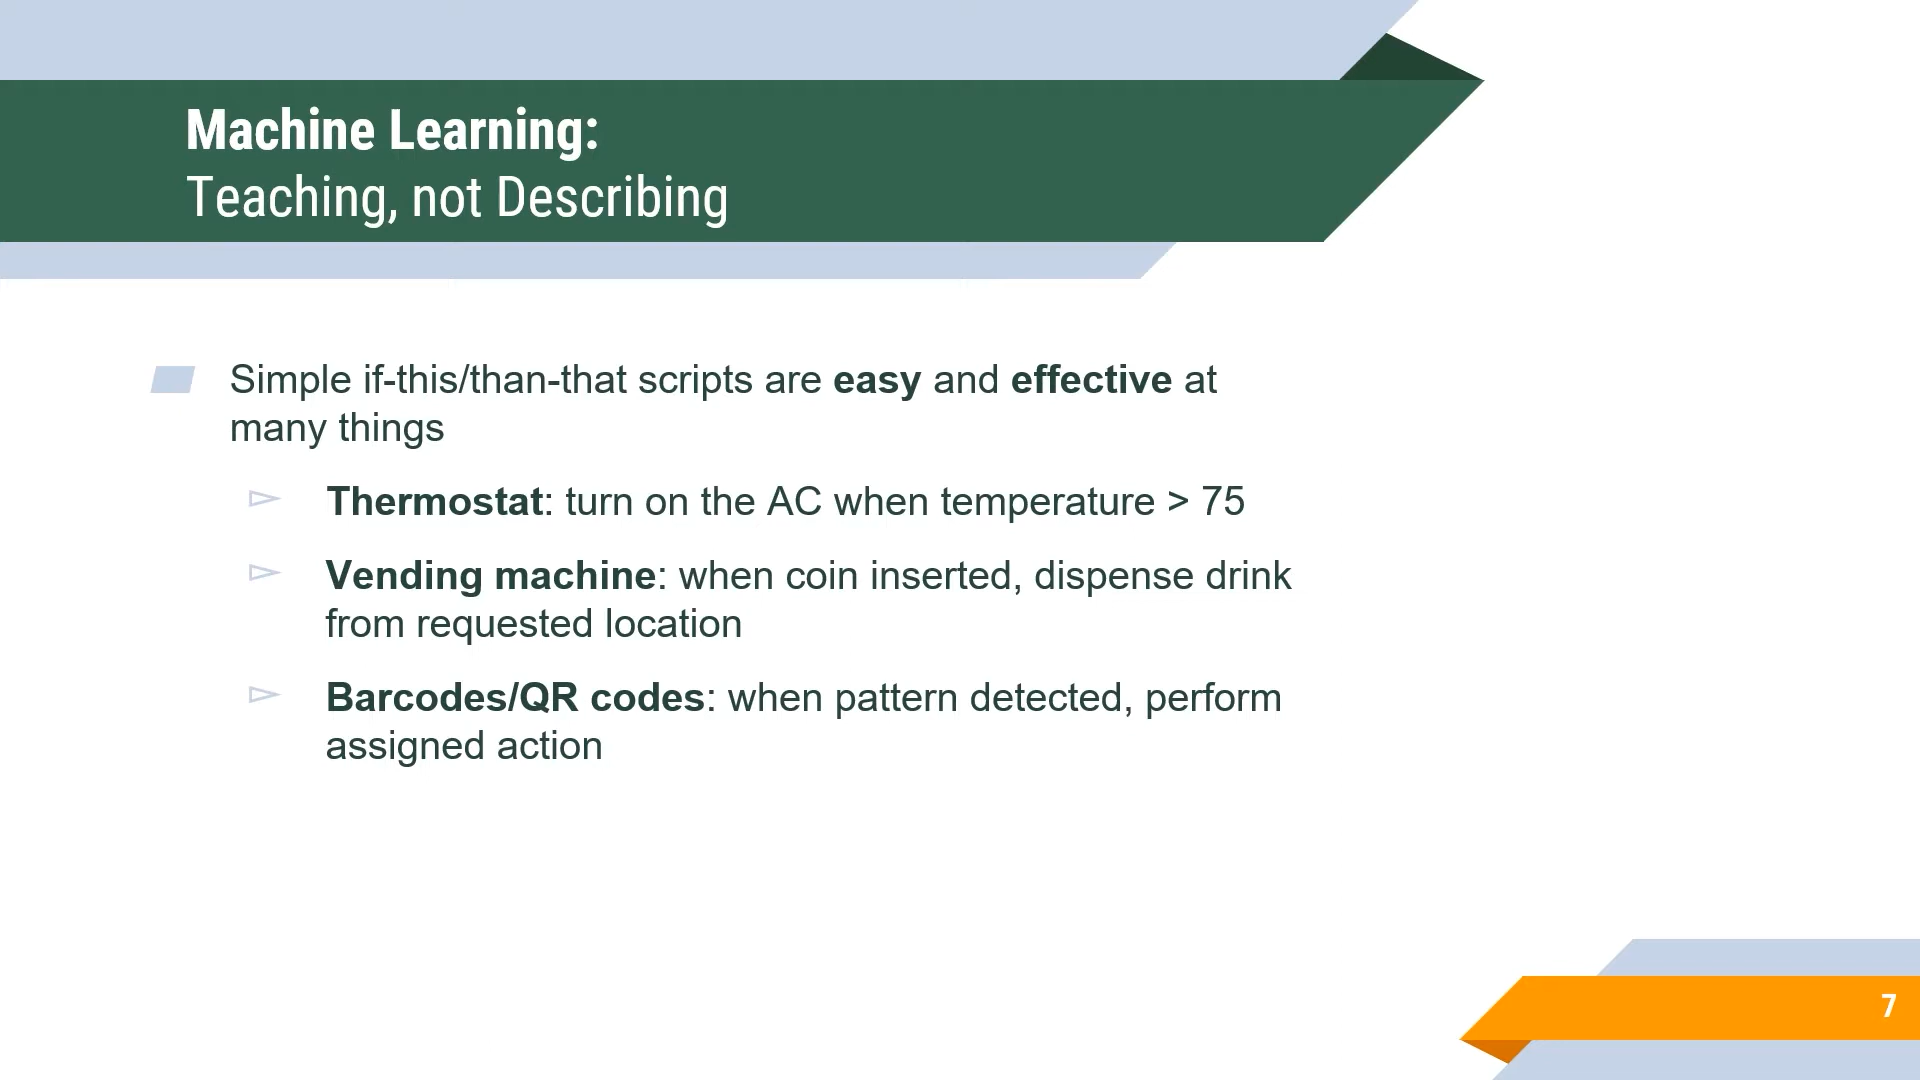 Machine Learning:
Teaching, not Describing
Simple if-this/than-that scripts are easy and effective at
many things
Thermostat: turn on the AC when temperature > 75
Vending machine: when coin inserted, dispense drink
from requested location
Barcodes/QR codes: when pattern detected, perform
assigned action
7